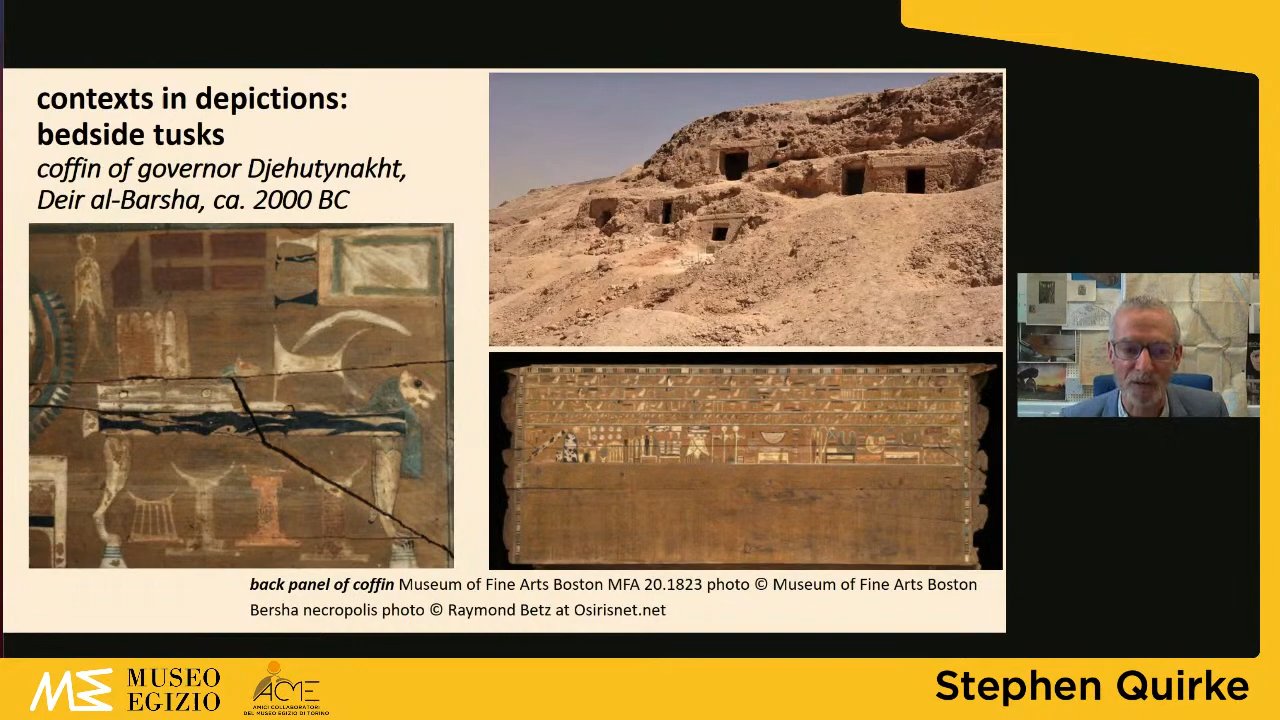 contexts in depictions:
bedside tusks
coffin of governor Djehutynakht,
Deir al-Barsha, ca. 2000 BC
back panel of coffin Museum of Fine Arts Boston MFA 20.1823 photo © Museum of Fine Arts Boston
Bersha necropolis photo © Raymond Betz at Osirisnet.net
MUSEO
EGIZIO
ACME
AMICI COLLABORATORI
DEL MUSEO EGIZIO DI TORINO
Stephen Quirke